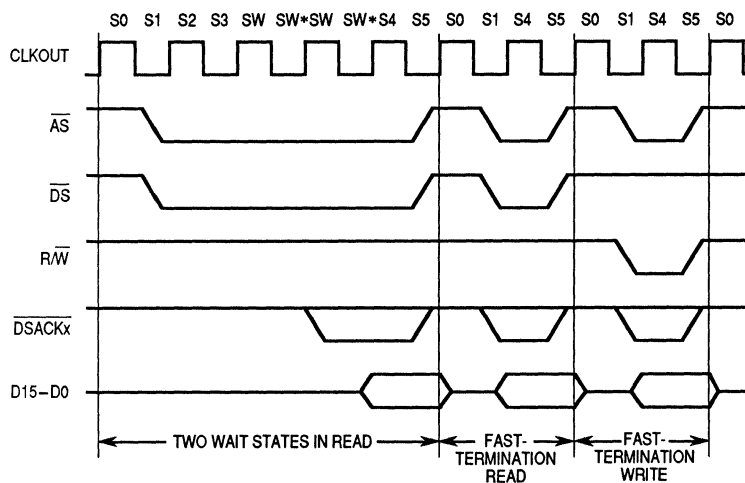 S0 S1 S2 S3 SW SW*SW SW*S4 S5 S0 S1 S4 S5 S0 S1 S4 S5 S0
CLKOUT
AS
DS
R/W
DSACKx
D15–D0
TWO WAIT STATES IN READ
FAST-
TERMINATION
READ
FAST-
TERMINATION
WRITE